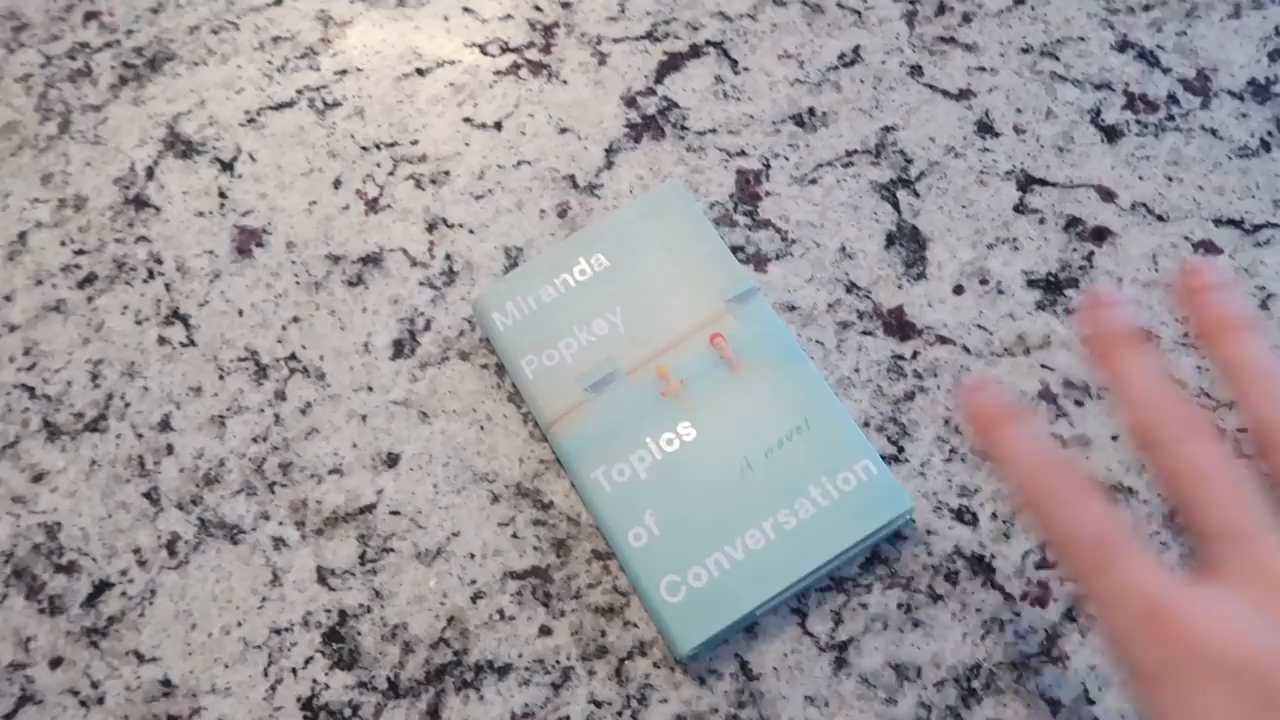 Miranda
Popkey
Topics
of
A novel
Conversation